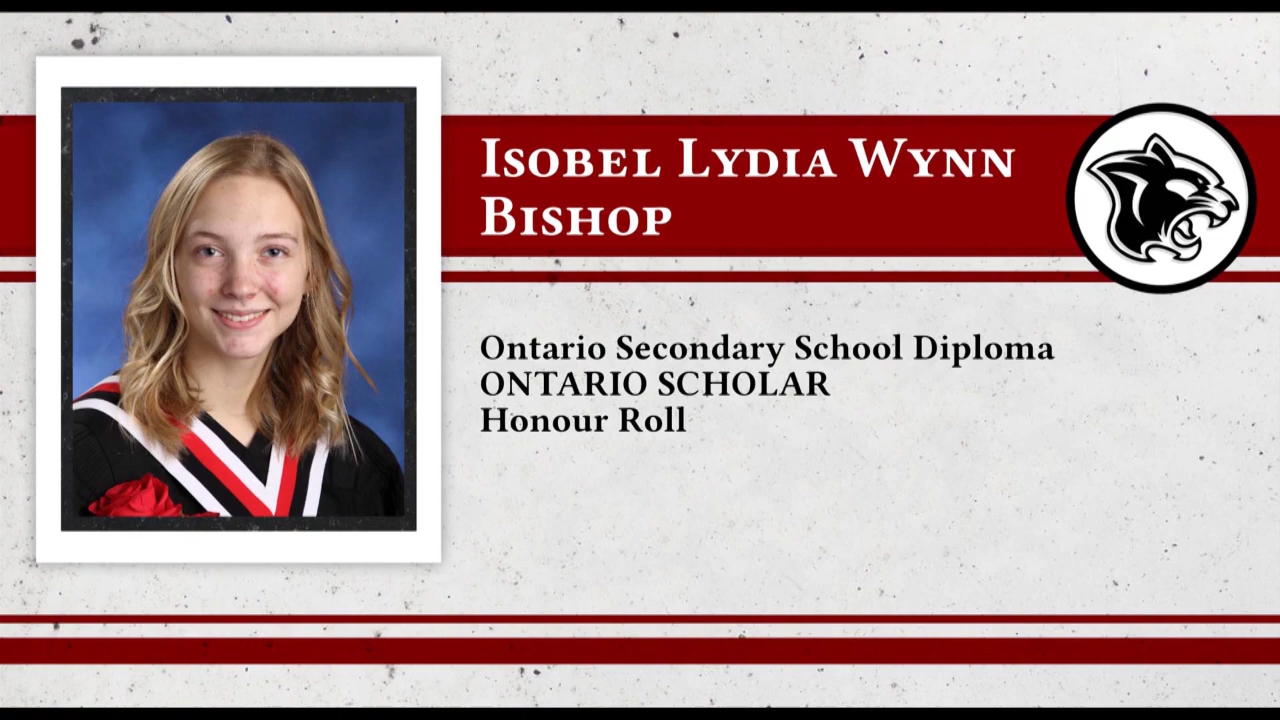 Isobel Lydia Wynn
Bishop
Ontario Secondary School Diploma
ONTARIO SCHOLAR
Honour Roll